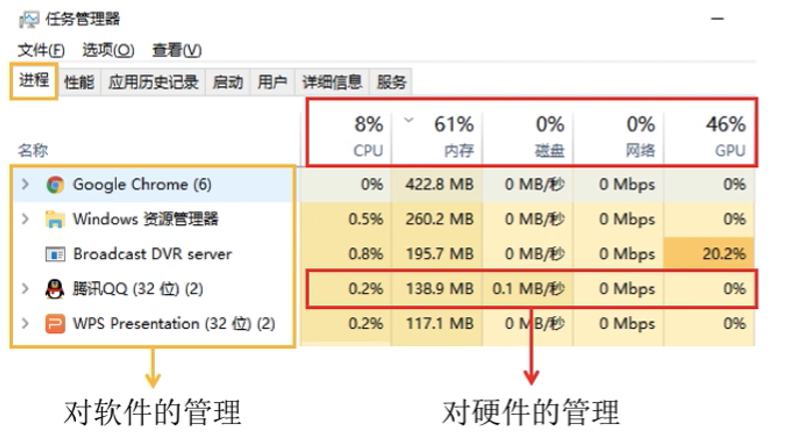 任务管理器
文件(F) 选项(O) 查看(V)
进程 性能 应用历史记录 启动 用户 详细信息 服务
8% 61% 0% 0% 46%
名称 CPU 内存 磁盘 网络 GPU
Google Chrome (6) 0% 422.8 MB 0 MB/秒 0 Mbps 0%
Windows 资源管理器 0.5% 260.2 MB 0 MB/秒 0 Mbps 0%
Broadcast DVR server 0.8% 195.7 MB 0 MB/秒 0 Mbps 20.2%
腾讯QQ (32 位) (2) 0.2% 138.9 MB 0.1 MB/秒 0 Mbps 0%
WPS Presentation (32 位) (2) 0.2% 117.1 MB 0 MB/秒 0 Mbps 0%
对软件的管理 对硬件的管理